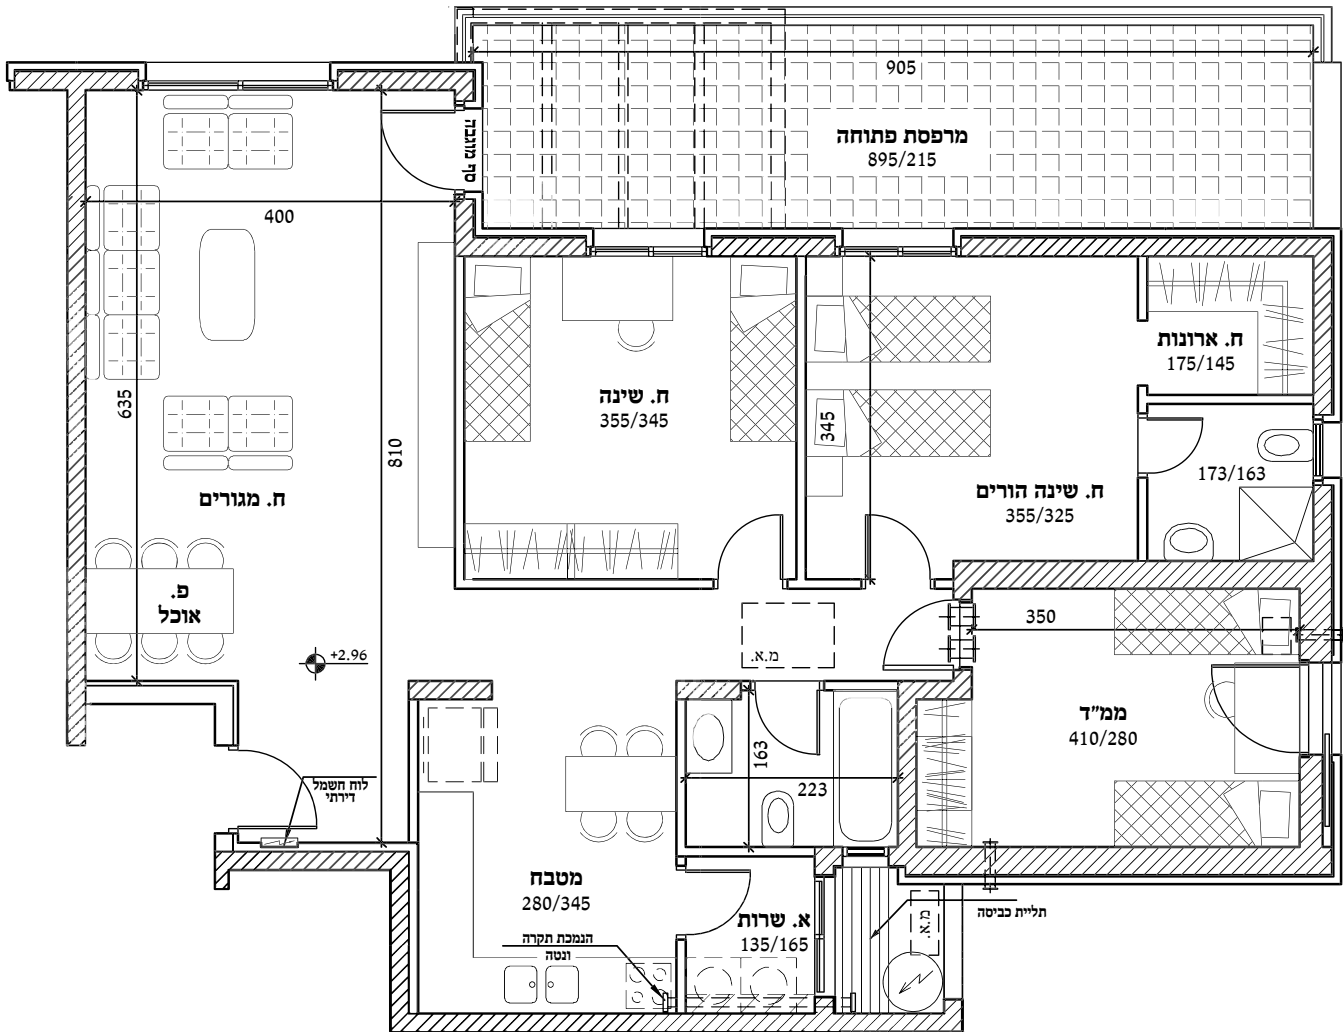 905
מרפסת פתוחה
895/215
סף מוגבה
400
635
810
ח. מגורים
פ.
אוכל
+2.96
ח. שינה
355/345
345
ח. שינה הורים
355/325
ח. ארונות
175/145
173/163
מ.א.
350
ממ"ד
410/280
163
223
לוח חשמל
דירתי
מטבח
280/345
הנמכת תקרה
ונטה
א. שרות
135/165
מ.א.
תליית כביסה